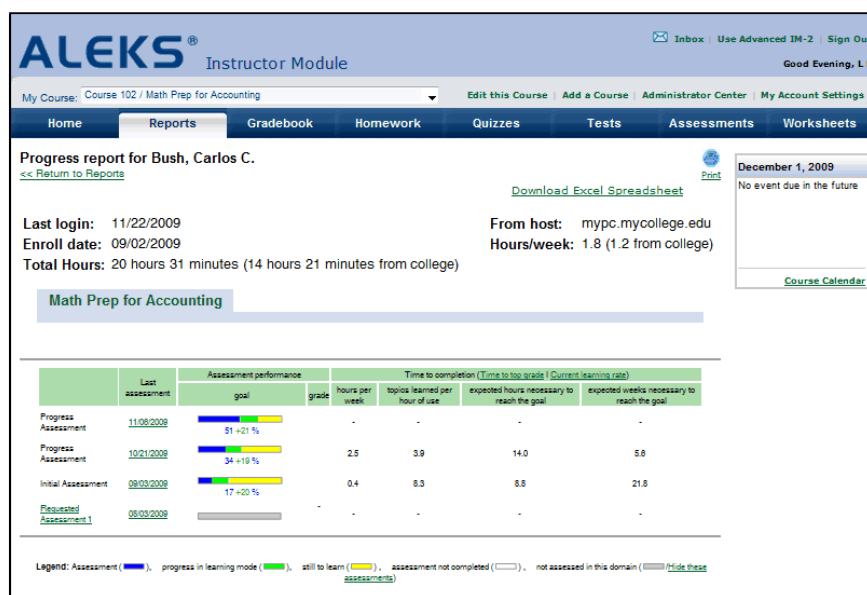 ALEKS® Instructor Module
Inbox | Use Advanced IM-2 | Sign Ou
Good Evening, L
My Course: Course 102 / Math Prep for Accounting
Edit this Course | Add a Course | Administrator Center | My Account Settings
Home Reports Gradebook Homework Quizzes Tests Assessments Worksheets
Progress report for Bush, Carlos C.
<< Return to Reports
Print
Download Excel Spreadsheet
December 1, 2009
No event due in the future
Course Calendar
Last login: 11/22/2009 From host: mypc.mycollege.edu
Enroll date: 09/02/2009 Hours/week: 1.8 (1.2 from college)
Total Hours: 20 hours 31 minutes (14 hours 21 minutes from college)
Math Prep for Accounting
Last assessment
Assessment performance
Time to completion (Time to top grade | Current learning rate)
goal grade
hours per week
topics learned per hour of use
expected hours necessary to reach the goal
expected weeks necessary to reach the goal
Progress Assessment 11/08/2009 51 +21 % - - - -
Progress Assessment 10/21/2009 34 +19 % 2.5 3.9 14.0 5.6
Initial Assessment 09/03/2009 17 +20 % 0.4 8.3 8.8 21.8
Requested Assessment 1 08/03/2009 - - - - -
Legend: Assessment ( ), progress in learning mode ( ), still to learn ( ), assessment not completed ( ), not assessed in this domain ( /Hide these
assessments)